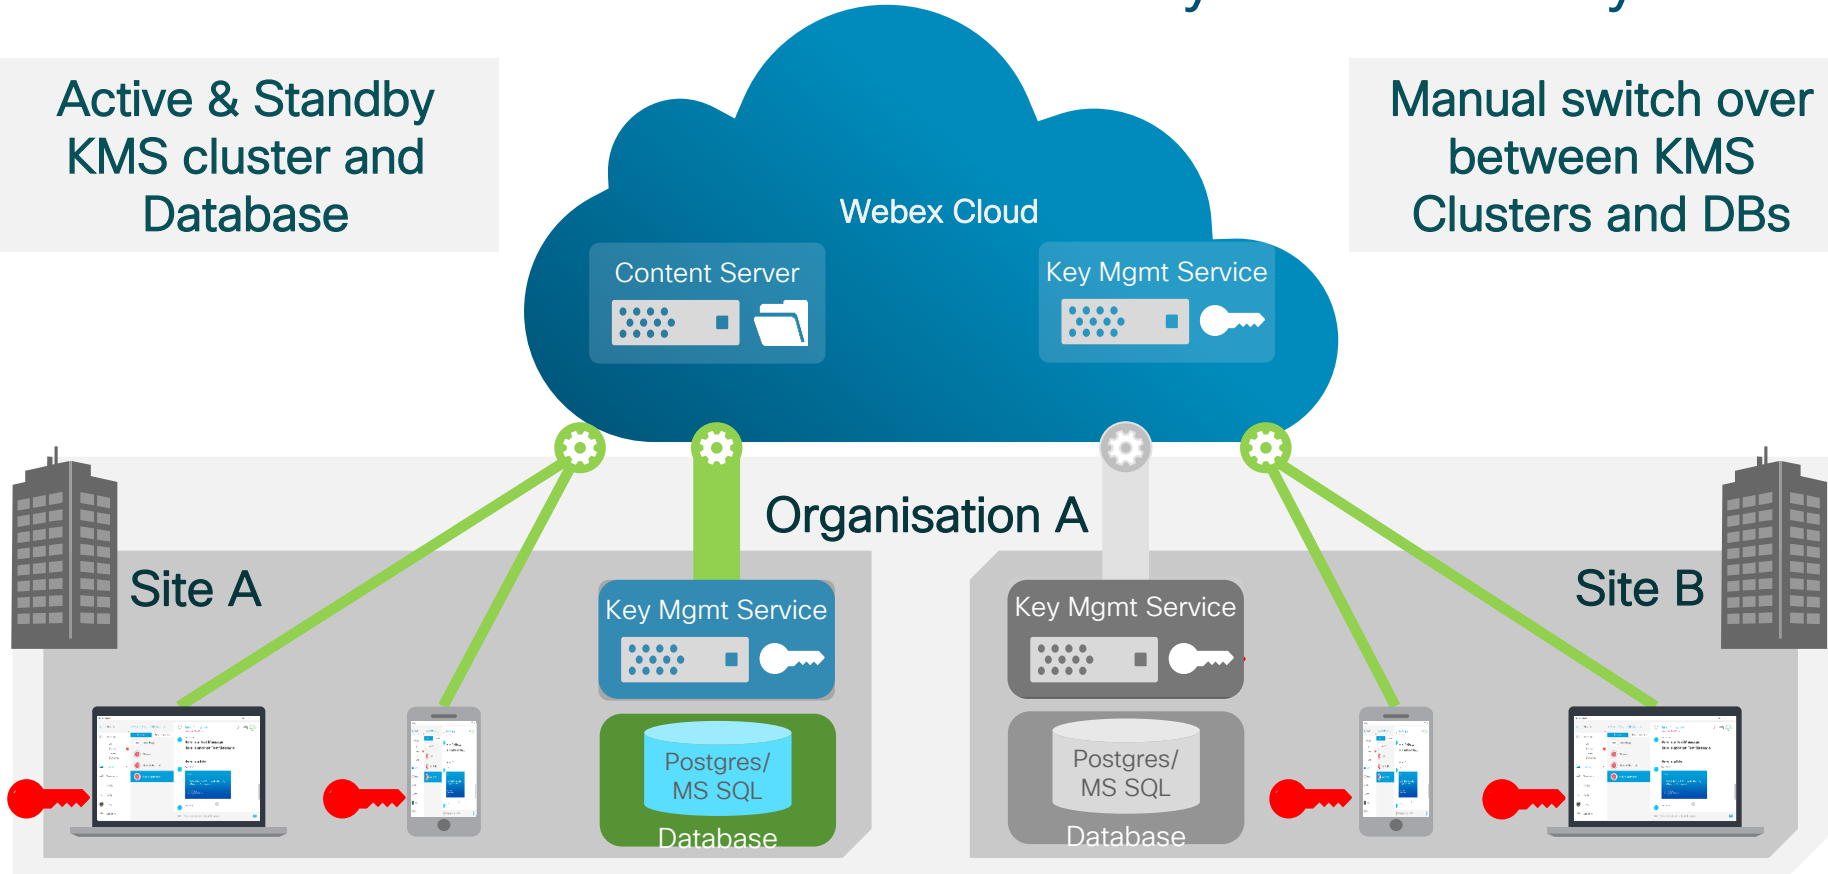 Active & Standby
KMS cluster and
Database
Manual switch over
between KMS
Clusters and DBs
Webex Cloud
Content Server
Key Mgmt Service
Organisation A
Site A
Site B
Key Mgmt Service
Key Mgmt Service
Postgres/
MS SQL
Database
Postgres/
MS SQL
Database